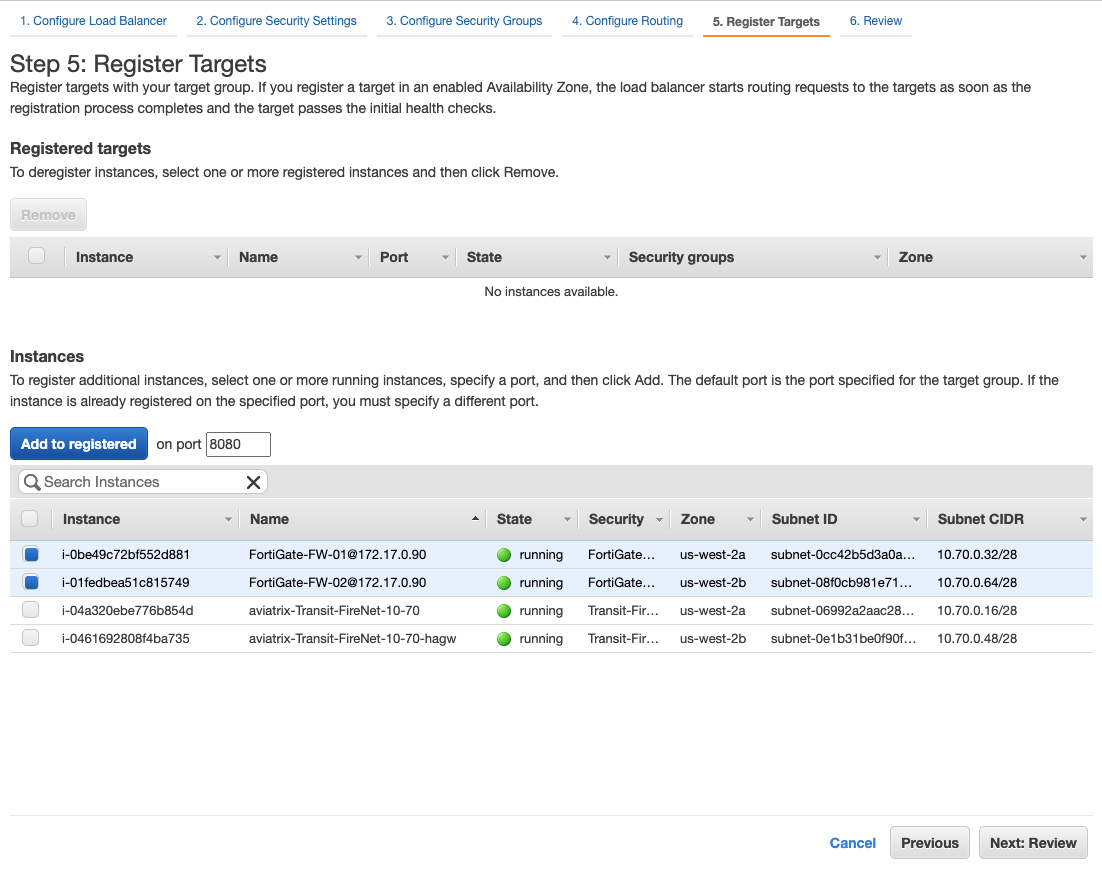 1. Configure Load Balancer 2. Configure Security Settings 3. Configure Security Groups 4. Configure Routing 5. Register Targets 6. Review
Step 5: Register Targets
Register targets with your target group. If you register a target in an enabled Availability Zone, the load balancer starts routing requests to the targets as soon as the
registration process completes and the target passes the initial health checks.
Registered targets
To deregister instances, select one or more registered instances and then click Remove.
Remove
Instance Name Port State Security groups Zone
No instances available.
Instances
To register additional instances, select one or more running instances, specify a port, and then click Add. The default port is the port specified for the target group. If the
instance is already registered on the specified port, you must specify a different port.
Add to registered on port 8080
Search Instances
Instance Name State Security Zone Subnet ID Subnet CIDR
i-0be49c72bf552d881 FortiGate-FW-01@172.17.0.90 running FortiGate... us-west-2a subnet-0cc42b5d3a0a... 10.70.0.32/28
i-01fedbea51c815749 FortiGate-FW-02@172.17.0.90 running FortiGate... us-west-2b subnet-08f0cb981e71... 10.70.0.64/28
i-04a320ebe776b854d aviatrix-Transit-FireNet-10-70 running Transit-Fir... us-west-2a subnet-06992a2aac28... 10.70.0.16/28
i-0461692808f4ba735 aviatrix-Transit-FireNet-10-70-hagw running Transit-Fir... us-west-2b subnet-0e1b31be0f90f... 10.70.0.48/28
Cancel Previous Next: Review